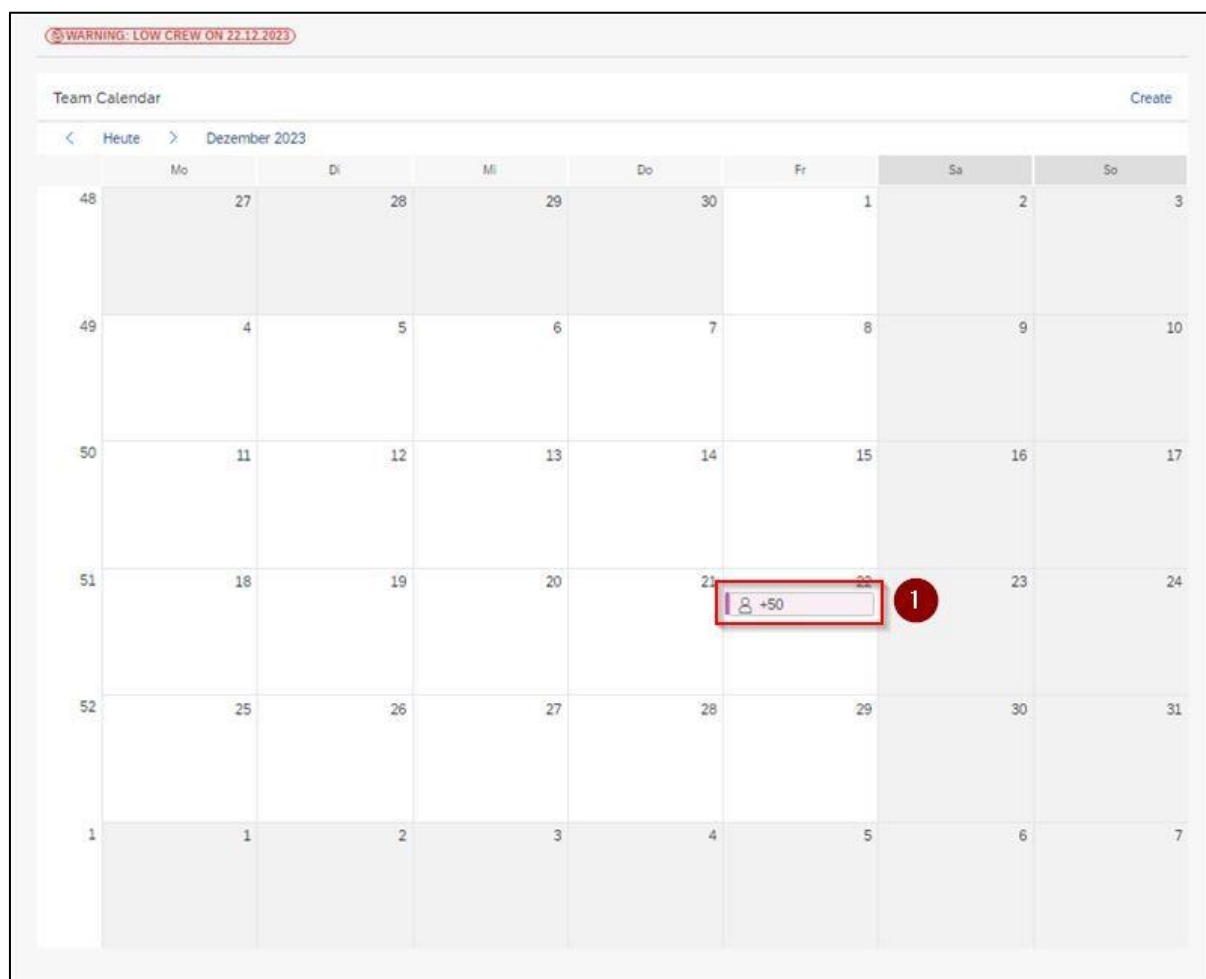 WARNING: LOW CREW ON 22.12.2023
Team Calendar Create
Heute Dezember 2023
Mo Di Mi Do Fr Sa So
48 27 28 29 30 1 2 3
49 4 5 6 7 8 9 10
50 11 12 13 14 15 16 17
51 18 19 20 21 22 23 24
+50 1
52 25 26 27 28 29 30 31
1 1 2 3 4 5 6 7